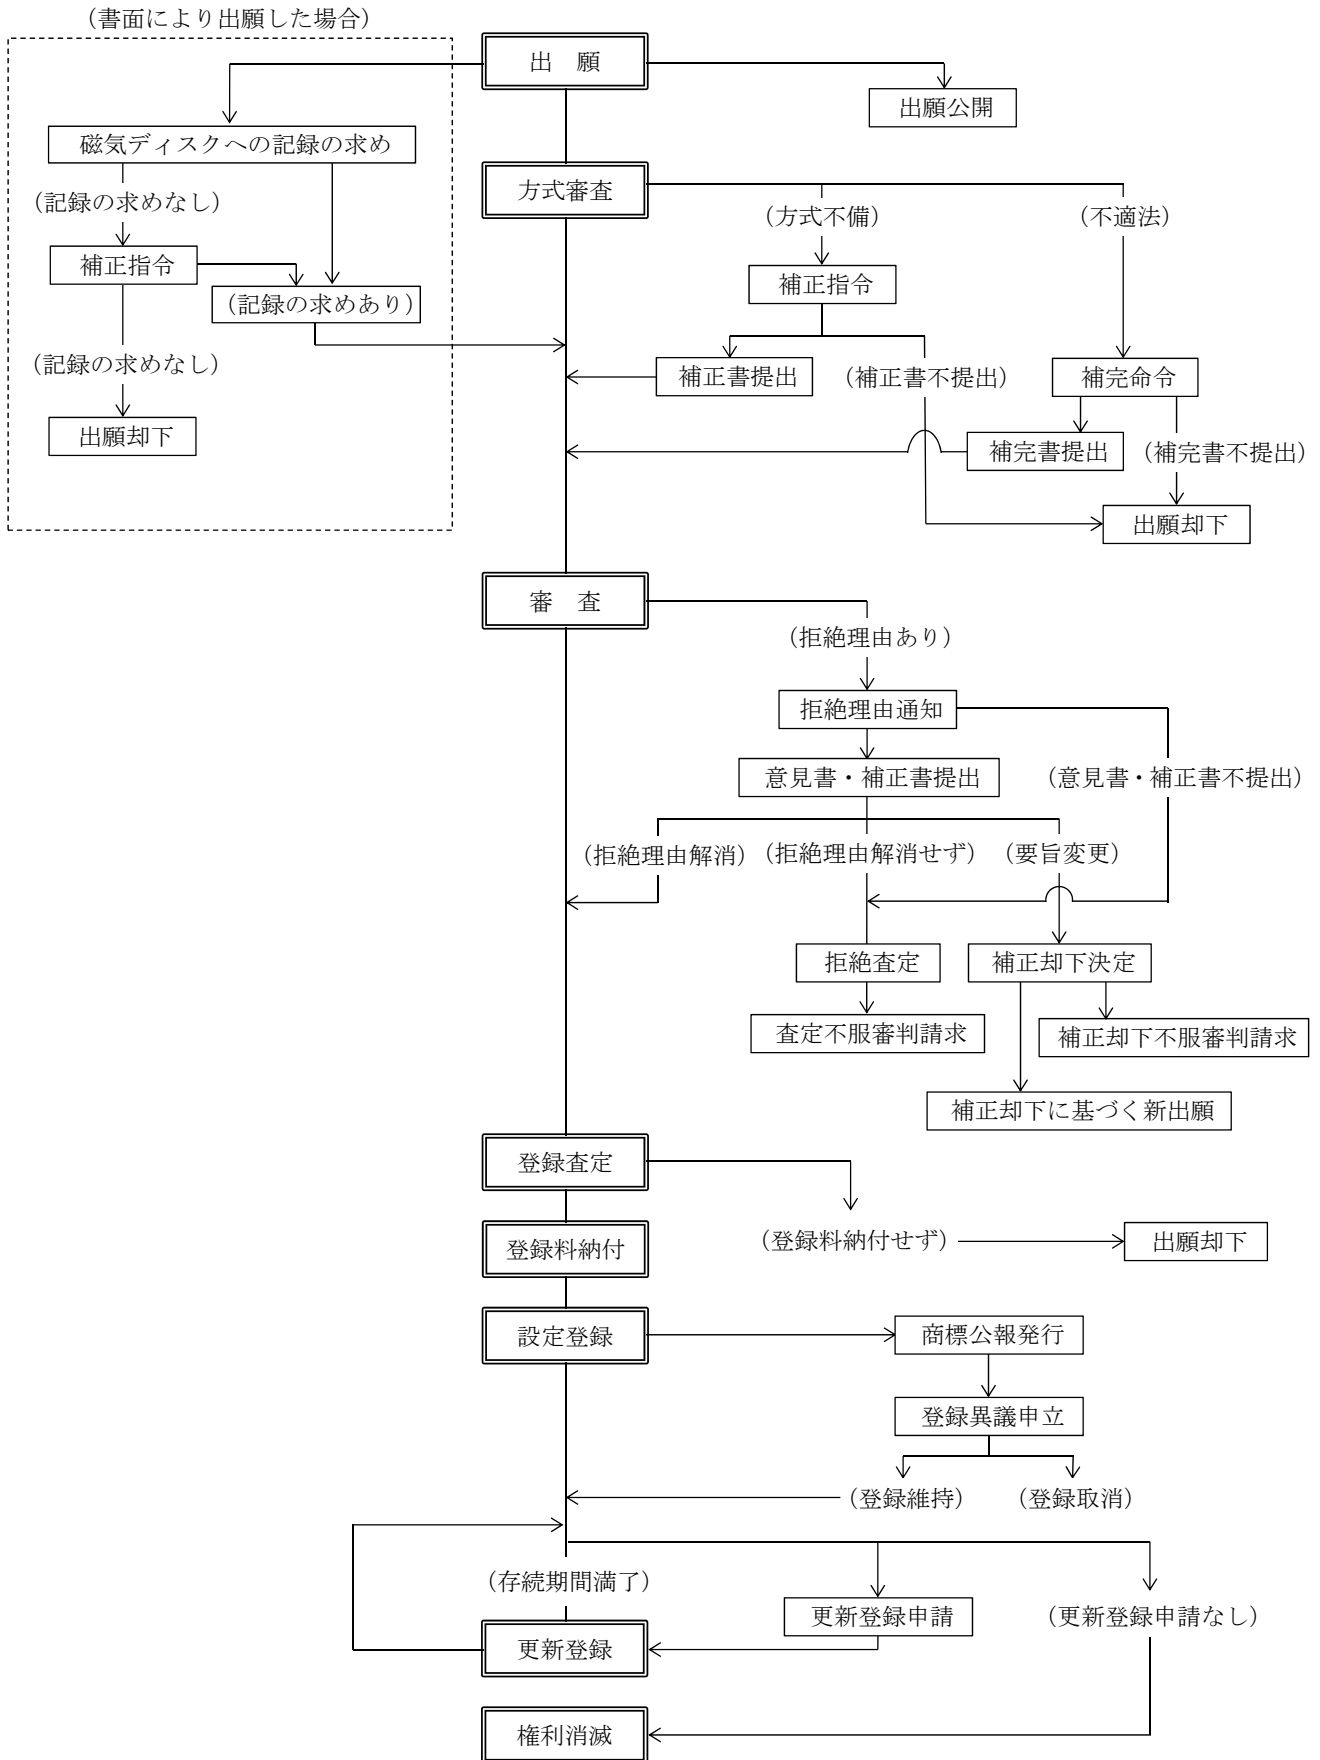 （書面により出願した場合）
出　願
出願公開
磁気ディスクへの記録の求め
方式審査
（記録の求めなし）
（方式不備）
（不適法）
補正指令
補正指令
（記録の求めあり）
（記録の求めなし）
補正書提出
（補正書不提出）
補完命令
出願却下
補完書提出
（補完書不提出）
出願却下
審　査
（拒絶理由あり）
拒絶理由通知
意見書・補正書提出
（意見書・補正書不提出）
（拒絶理由解消）
（拒絶理由解消せず）
（要旨変更）
拒絶査定
補正却下決定
査定不服審判請求
補正却下不服審判請求
補正却下に基づく新出願
登録査定
登録料納付
（登録料納付せず）
出願却下
設定登録
商標公報発行
登録異議申立
（登録維持）
（登録取消）
（存続期間満了）
更新登録申請
（更新登録申請なし）
更新登録
権利消滅